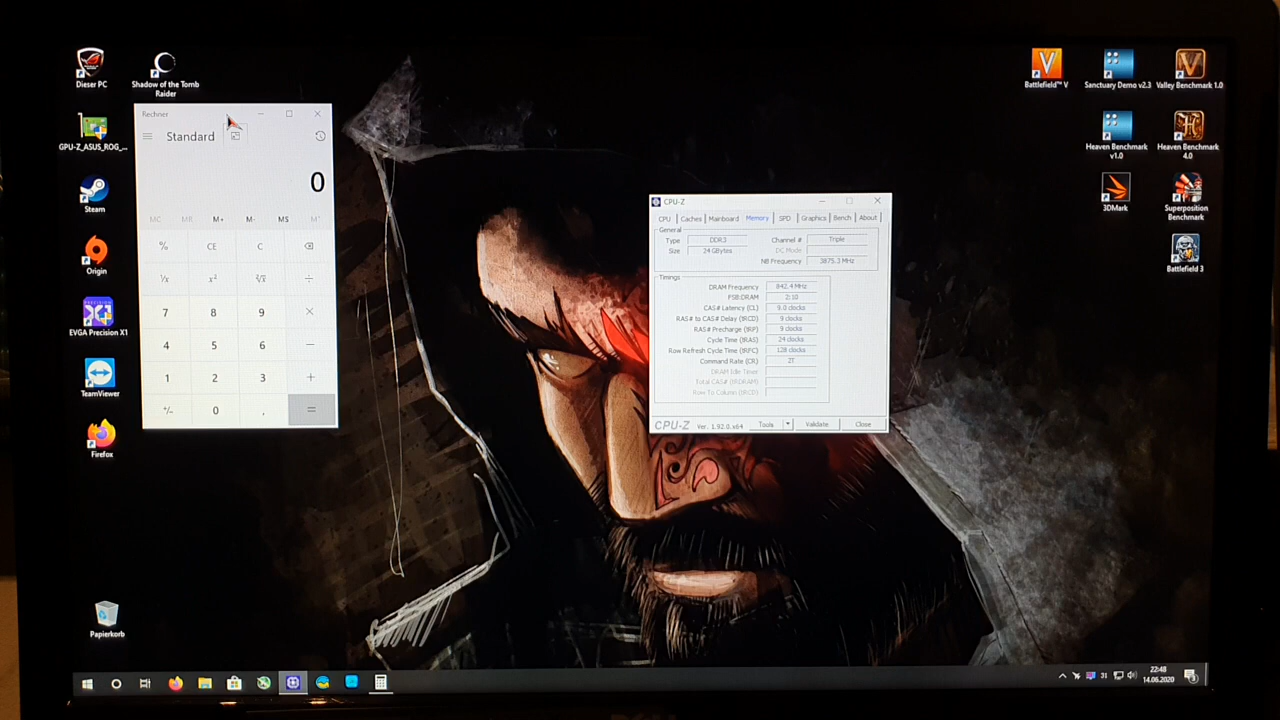 Dieser PC
Shadow of the Tomb
Raider
GPU-Z_ASUS_ROG_...
Steam
Origin
EVGA Precision X1
TeamViewer
Firefox
Papierkorb
Rechner
Standard
0
MC MR M+ M- MS M˅
% CE C
¹/x x² ²√x ÷
7 8 9 ×
4 5 6 −
1 2 3 +
+/- 0 , =
CPU-Z
CPU Caches Mainboard Memory SPD Graphics Bench About
General
Type DDR3 Channel # Triple
Size 24 GBytes DC Mode
NB Frequency 3875.3 MHz
Timings
DRAM Frequency 842.4 MHz
FSB:DRAM 2:10
CAS# Latency (CL) 9.0 clocks
RAS# to CAS# Delay (tRCD) 9 clocks
RAS# Precharge (tRP) 9 clocks
Cycle Time (tRAS) 24 clocks
Row Refresh Cycle Time (tRFC) 128 clocks
Command Rate (CR) 2T
DRAM Idle Timer
Total CAS# (tRDRAM)
Row To Column (tRCD)
CPU-Z Ver. 1.92.0.x64 Tools Validate Close
Battlefield™ V
Sanctuary Demo v2.3
Valley Benchmark 1.0
Heaven Benchmark
v1.0
Heaven Benchmark
4.0
3DMark
Superposition
Benchmark
Battlefield 3
31
22:48
14.06.2020